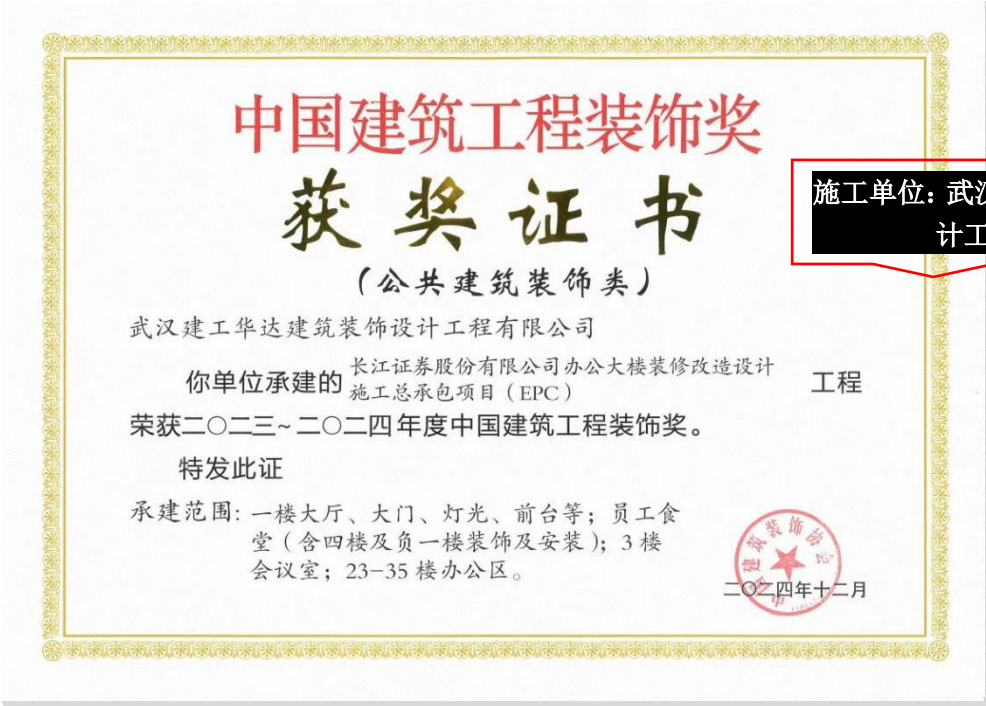 中国建筑工程装饰奖
获奖证书
（公共建筑装饰类）
施工单位：武汉
计工
武汉建工华达建筑装饰设计工程有限公司
你单位承建的 长江证券股份有限公司办公大楼装修改造设计
施工总承包项目（EPC） 工程
荣获二〇二三~二〇二四年度中国建筑工程装饰奖。
特发此证
承建范围：一楼大厅、大门、灯光、前台等；员工食
堂（含四楼及负一楼装饰及安装）；3楼
会议室；23-35楼办公区。
中国建筑装饰协会
二〇二四年十二月